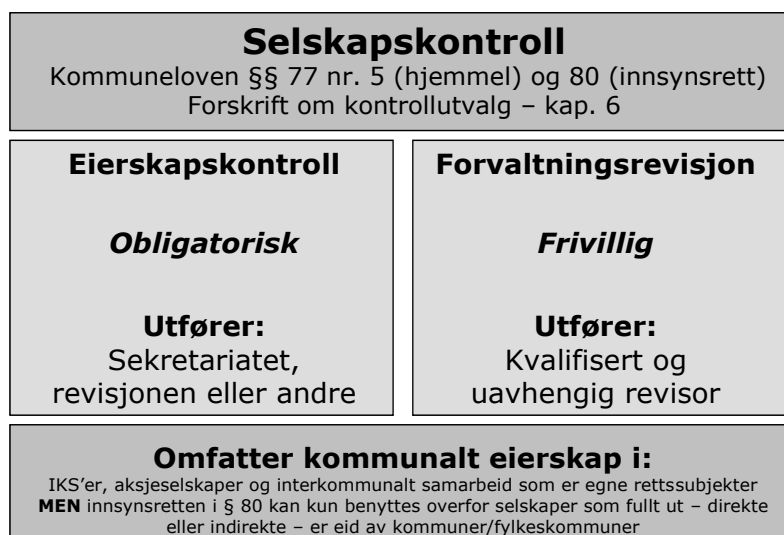 Selskapskontroll
Kommuneloven §§ 77 nr. 5 (hjemmel) og 80 (innsynsrett)
Forskrift om kontrollutvalg – kap. 6
Eierskapskontroll
Obligatorisk
Utfører:
Sekretariatet,
revisjonen eller andre
Forvaltningsrevisjon
Frivillig
Utfører:
Kvalifisert og
uavhengig revisor
Omfatter kommunalt eierskap i:
IKS’er, aksjeselskaper og interkommunalt samarbeid som er egne rettssubjekter
MEN innsynsretten i § 80 kan kun benyttes overfor selskaper som fullt ut – direkte
eller indirekte – er eid av kommuner/fylkeskommuner